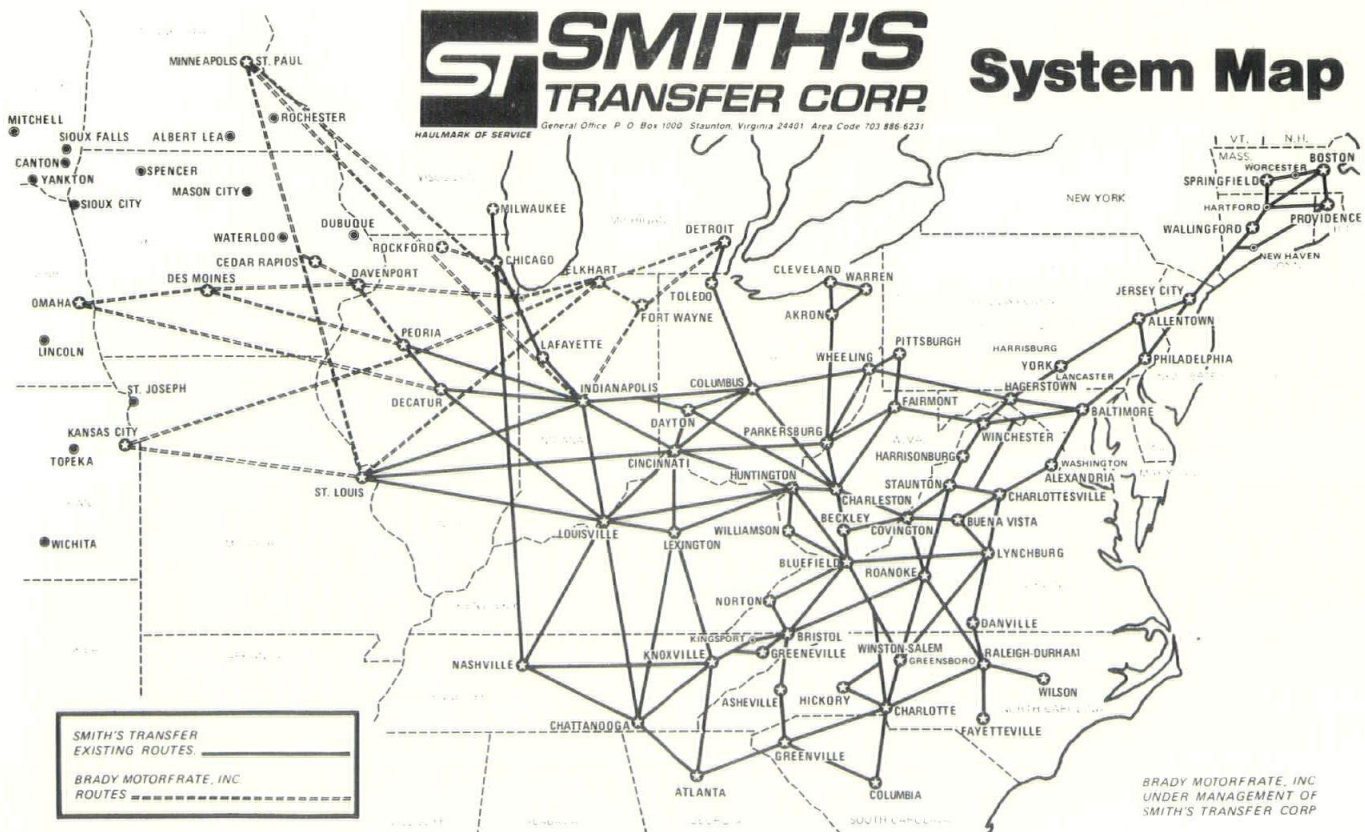 ST
SMITH'S
TRANSFER CORP.
System Map
HAULMARK OF SERVICE
General Office P O Box 1000 Staunton, Virginia 24401 Area Code 703 886-6231
MINNEAPOLIS
ST. PAUL
ROCHESTER
MITCHELL
SIOUX FALLS
ALBERT LEA
CANTON
SPENCER
YANKTON
MASON CITY
SIOUX CITY
WATERLOO
DUBUQUE
ROCKFORD
MILWAUKEE
CHICAGO
CEDAR RAPIDS
DES MOINES
DAVENPORT
OMAHA
LINCOLN
PEORIA
ST. JOSEPH
DECATUR
KANSAS CITY
TOPEKA
WICHITA
ST. LOUIS
ELKHART
DETROIT
TOLEDO
FORT WAYNE
LAFAYETTE
INDIANAPOLIS
COLUMBUS
DAYTON
CINCINNATI
CLEVELAND
WARREN
AKRON
WHEELING
PITTSBURGH
FAIRMONT
PARKERSBURG
NEW YORK
VT.
N.H.
MASS.
WORCESTER
BOSTON
SPRINGFIELD
HARTFORD
PROVIDENCE
WALLINGFORD
NEW HAVEN
JERSEY CITY
ALLENTOWN
HARRISBURG
YORK
LANCASTER
PHILADELPHIA
HAGERSTOWN
BALTIMORE
WINCHESTER
HARRISONBURG
WASHINGTON
ALEXANDRIA
STAUNTON
CHARLOTTESVILLE
HUNTINGTON
CHARLESTON
BECKLEY
COVINGTON
BUENA VISTA
LOUISVILLE
LEXINGTON
WILLIAMSON
BLUEFIELD
ROANOKE
LYNCHBURG
NORTON
DANVILLE
KINGSPORT
BRISTOL
NASHVILLE
KNOXVILLE
GREENEVILLE
WINSTON-SALEM
GREENSBORO
RALEIGH-DURHAM
WILSON
ASHEVILLE
HICKORY
CHARLOTTE
FAYETTEVILLE
CHATTANOOGA
GREENVILLE
ATLANTA
COLUMBIA
NORTH CAROLINA
SOUTH CAROLINA
SMITH'S TRANSFER
EXISTING ROUTES.
BRADY MOTORFRATE, INC
ROUTES
BRADY MOTORFRATE, INC
UNDER MANAGEMENT OF
SMITH'S TRANSFER CORP